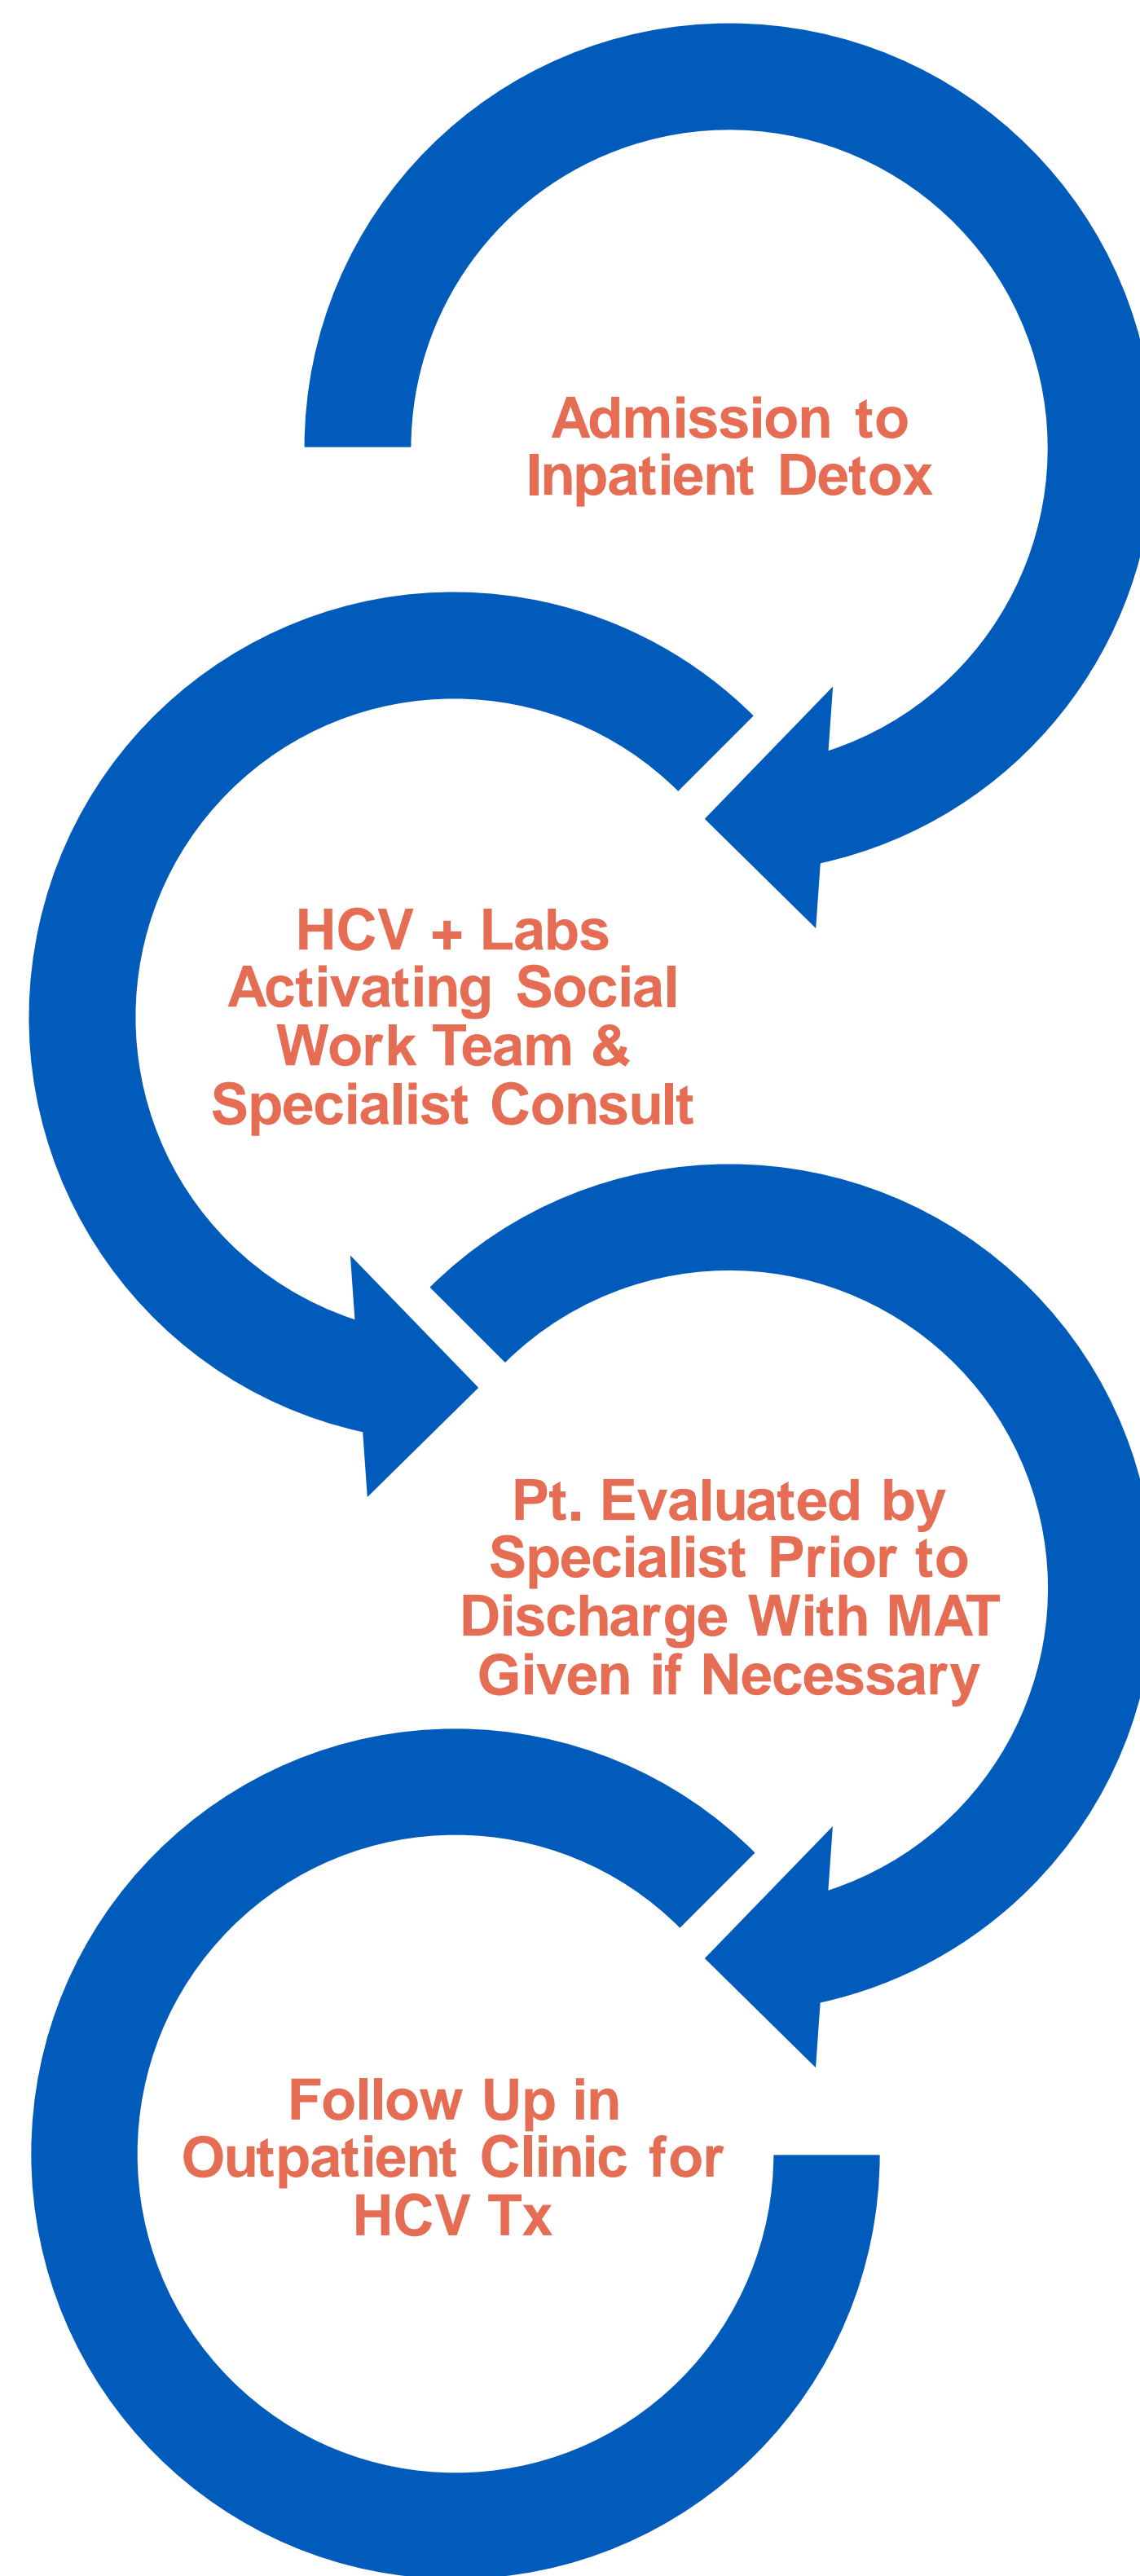 Admission to
Inpatient Detox
HCV + Labs
Activating Social
Work Team &
Specialist Consult
Pt. Evaluated by
Specialist Prior to
Discharge With MAT
Given if Necessary
Follow Up in
Outpatient Clinic for
HCV Tx